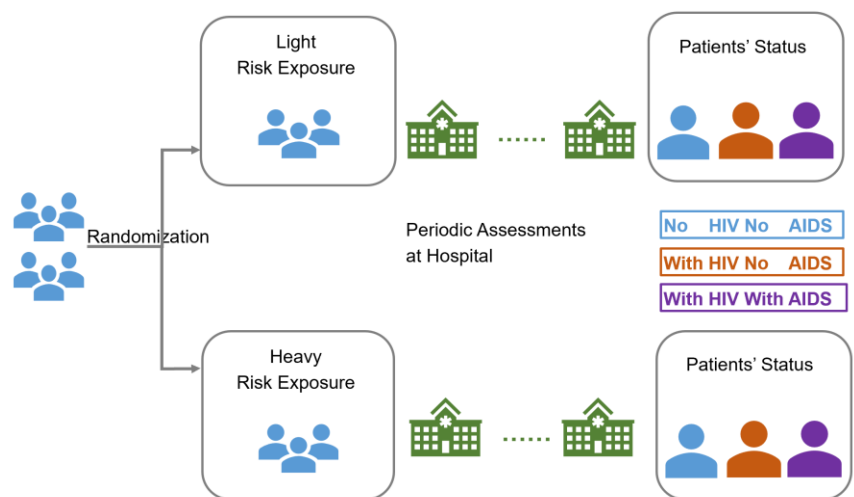 Light
Risk Exposure
Patients' Status
Randomization
Periodic Assessments
at Hospital
No HIV No AIDS
With HIV No AIDS
With HIV With AIDS
Heavy
Risk Exposure
Patients' Status